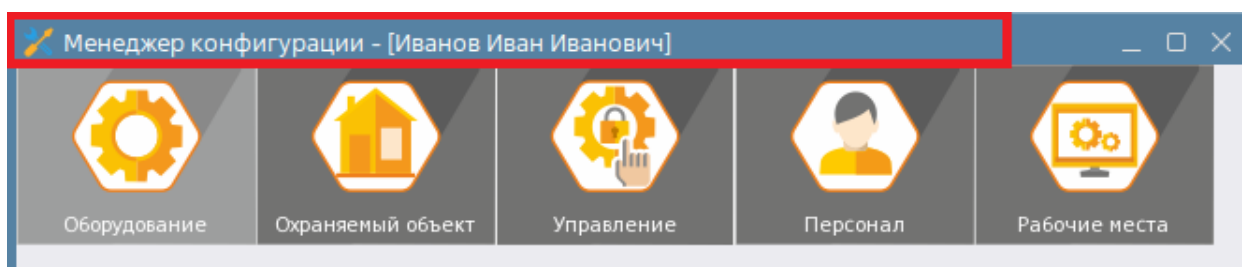 Менеджер конфигурации - [Иванов Иван Иванович]
Оборудование
Охраняемый объект
Управление
Персонал
Рабочие места